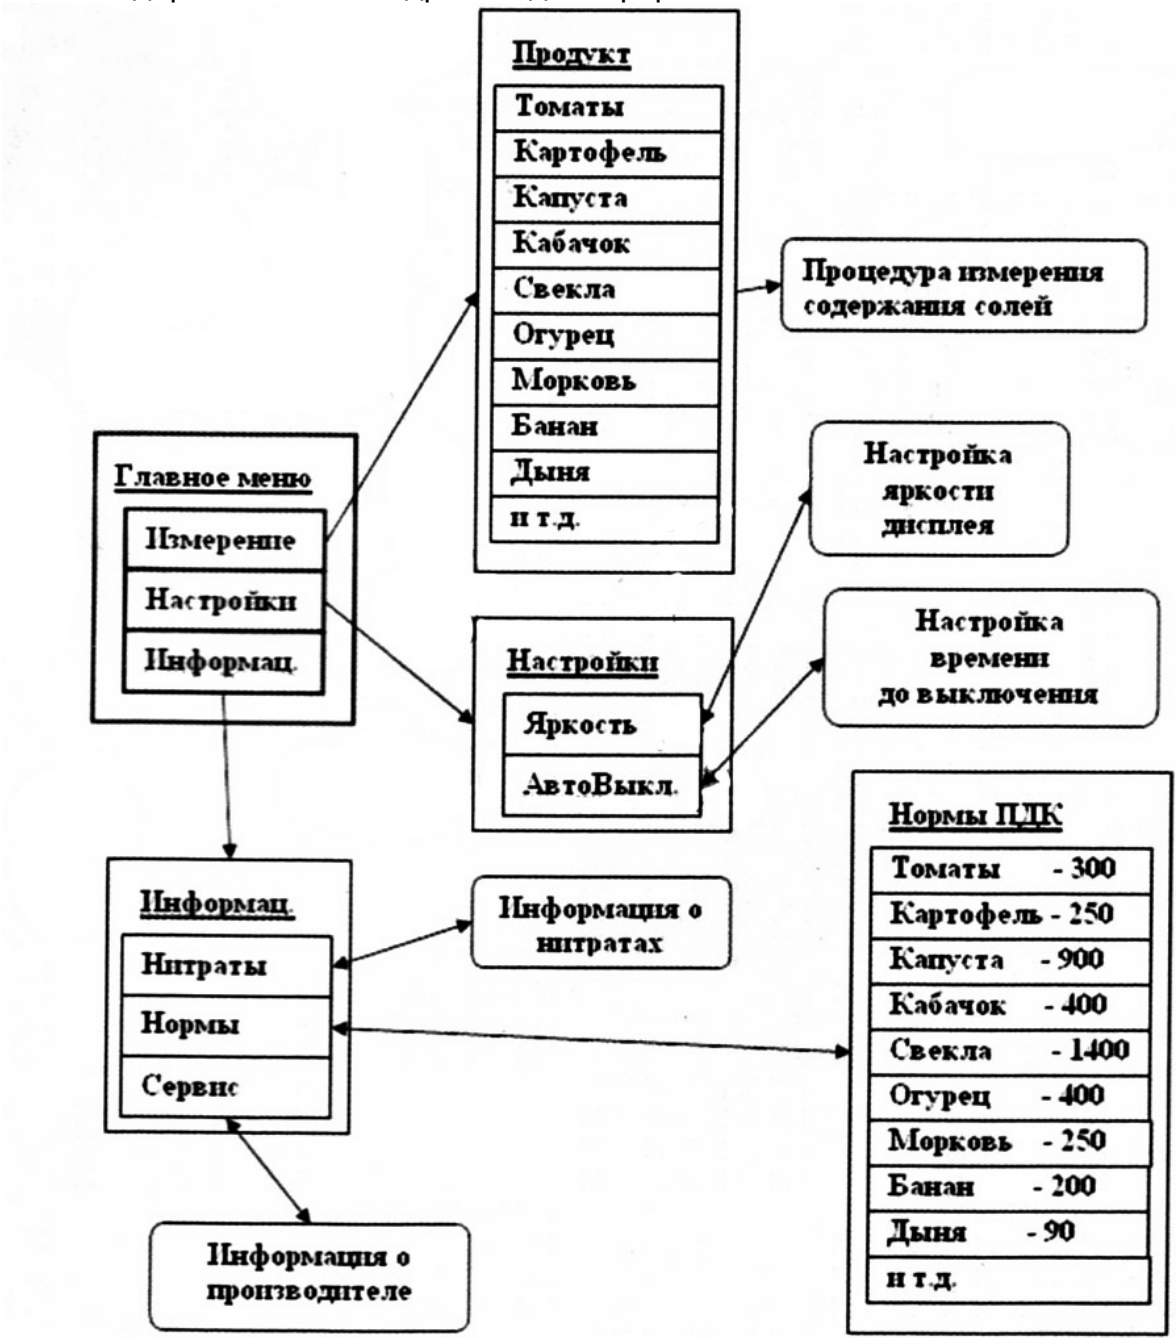 Продукт
Томаты
Картофель
Капуста
Кабачок
Свекла
Огурец
Морковь
Банан
Дыня
и т.д.
Процедура измерения
содержания солей
Главное меню
Измерение
Настройки
Информац.
Настройка
яркости
дисплея
Настройки
Яркость
АвтоВыкл.
Настройка
времени
до выключения
Информац.
Нитраты
Нормы
Сервис
Информация о
нитратах
Нормы ПДК
Томаты - 300
Картофель - 250
Капуста - 900
Кабачок - 400
Свекла - 1400
Огурец - 400
Морковь - 250
Банан - 200
Дыня - 90
и т.д.
Информация о
производителе